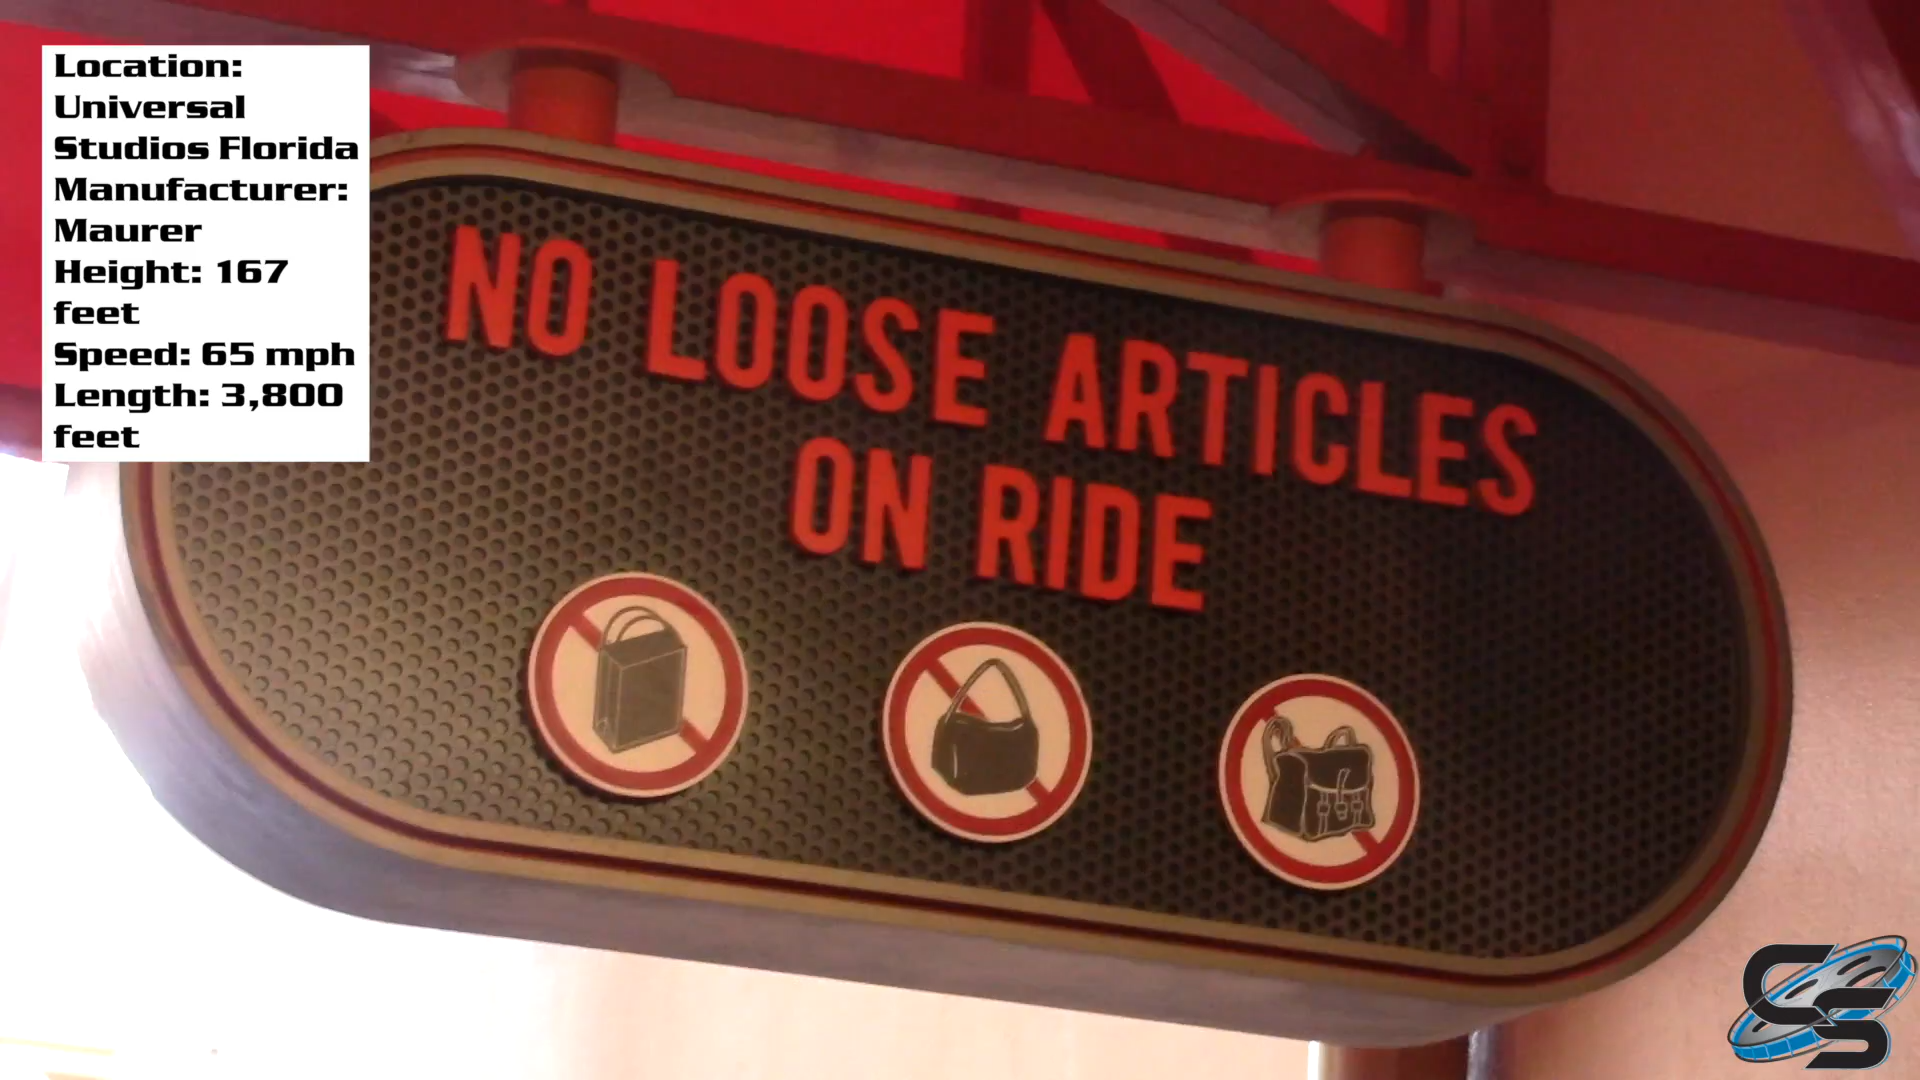 Location:
Universal
Studios Florida
Manufacturer:
Maurer
Height: 167
feet
Speed: 65 mph
Length: 3,800
feet
NO LOOSE ARTICLES
ON RIDE
CS